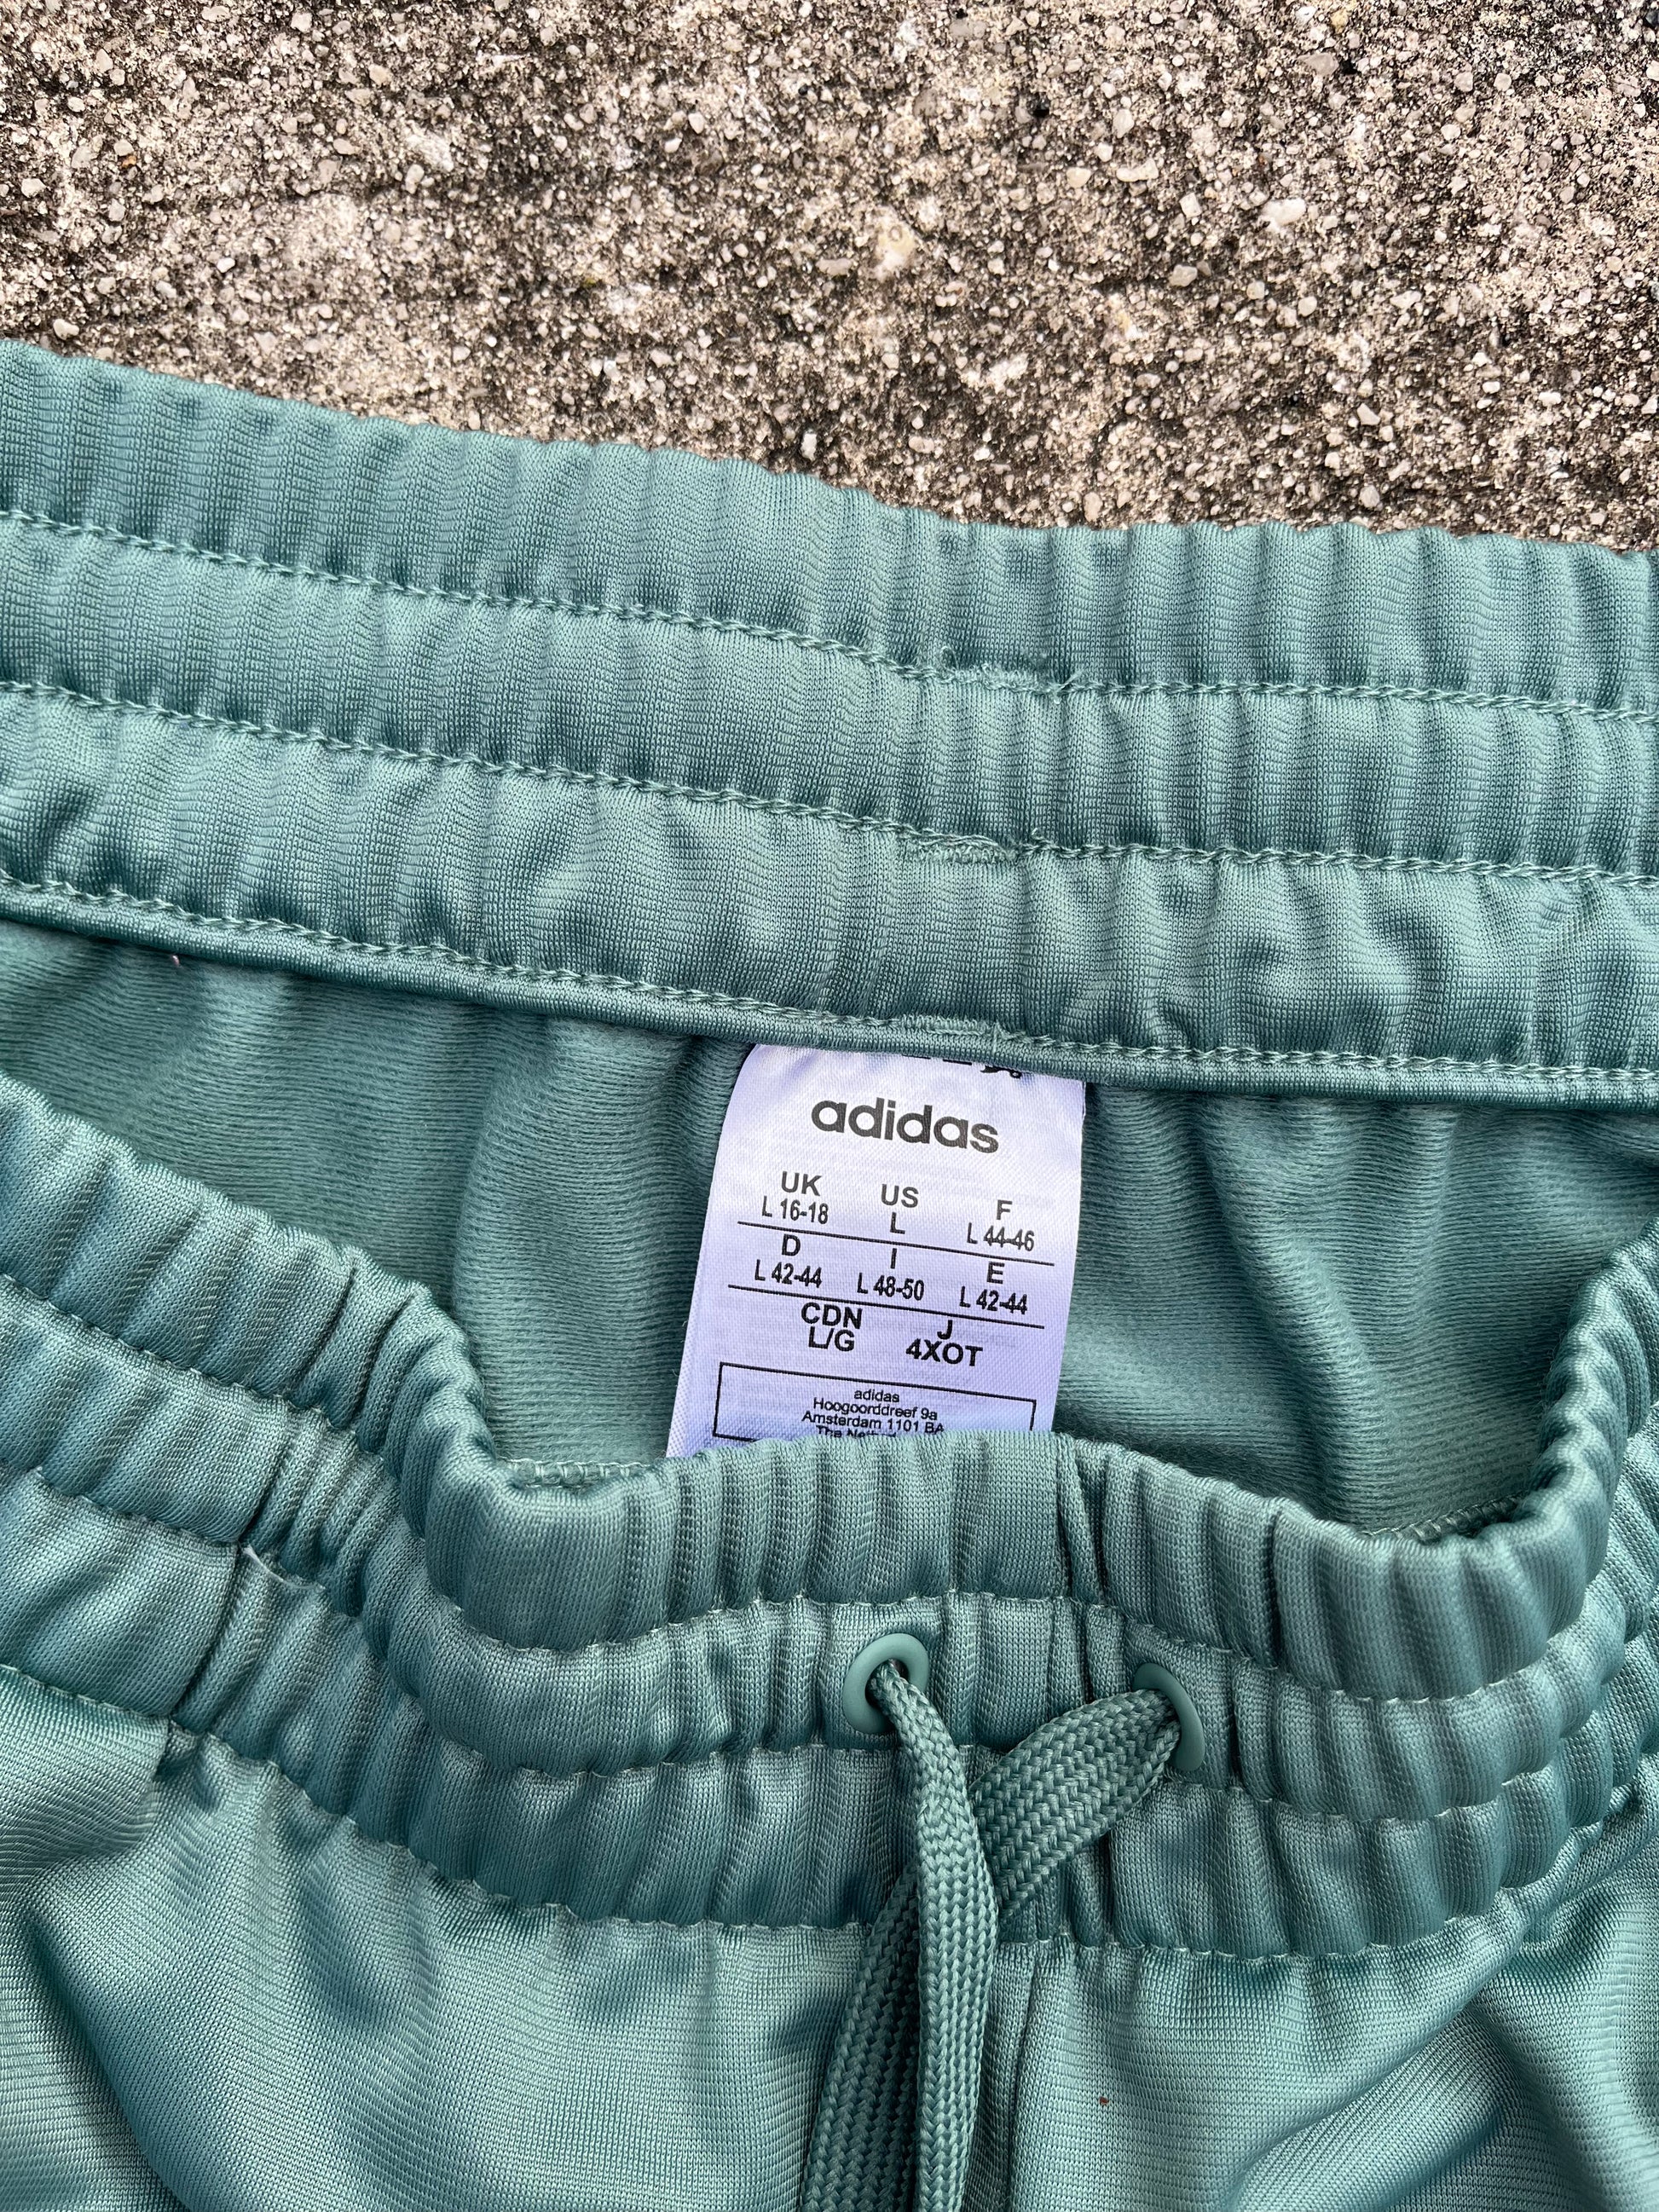 adidas
UK US F
L 16-18 L L 44-46
D I E
L 42-44 L 48-50 L 42-44
CDN J
L/G 4XOT
adidas
Hoogoorddreef 9a
Amsterdam 1101 BA
The